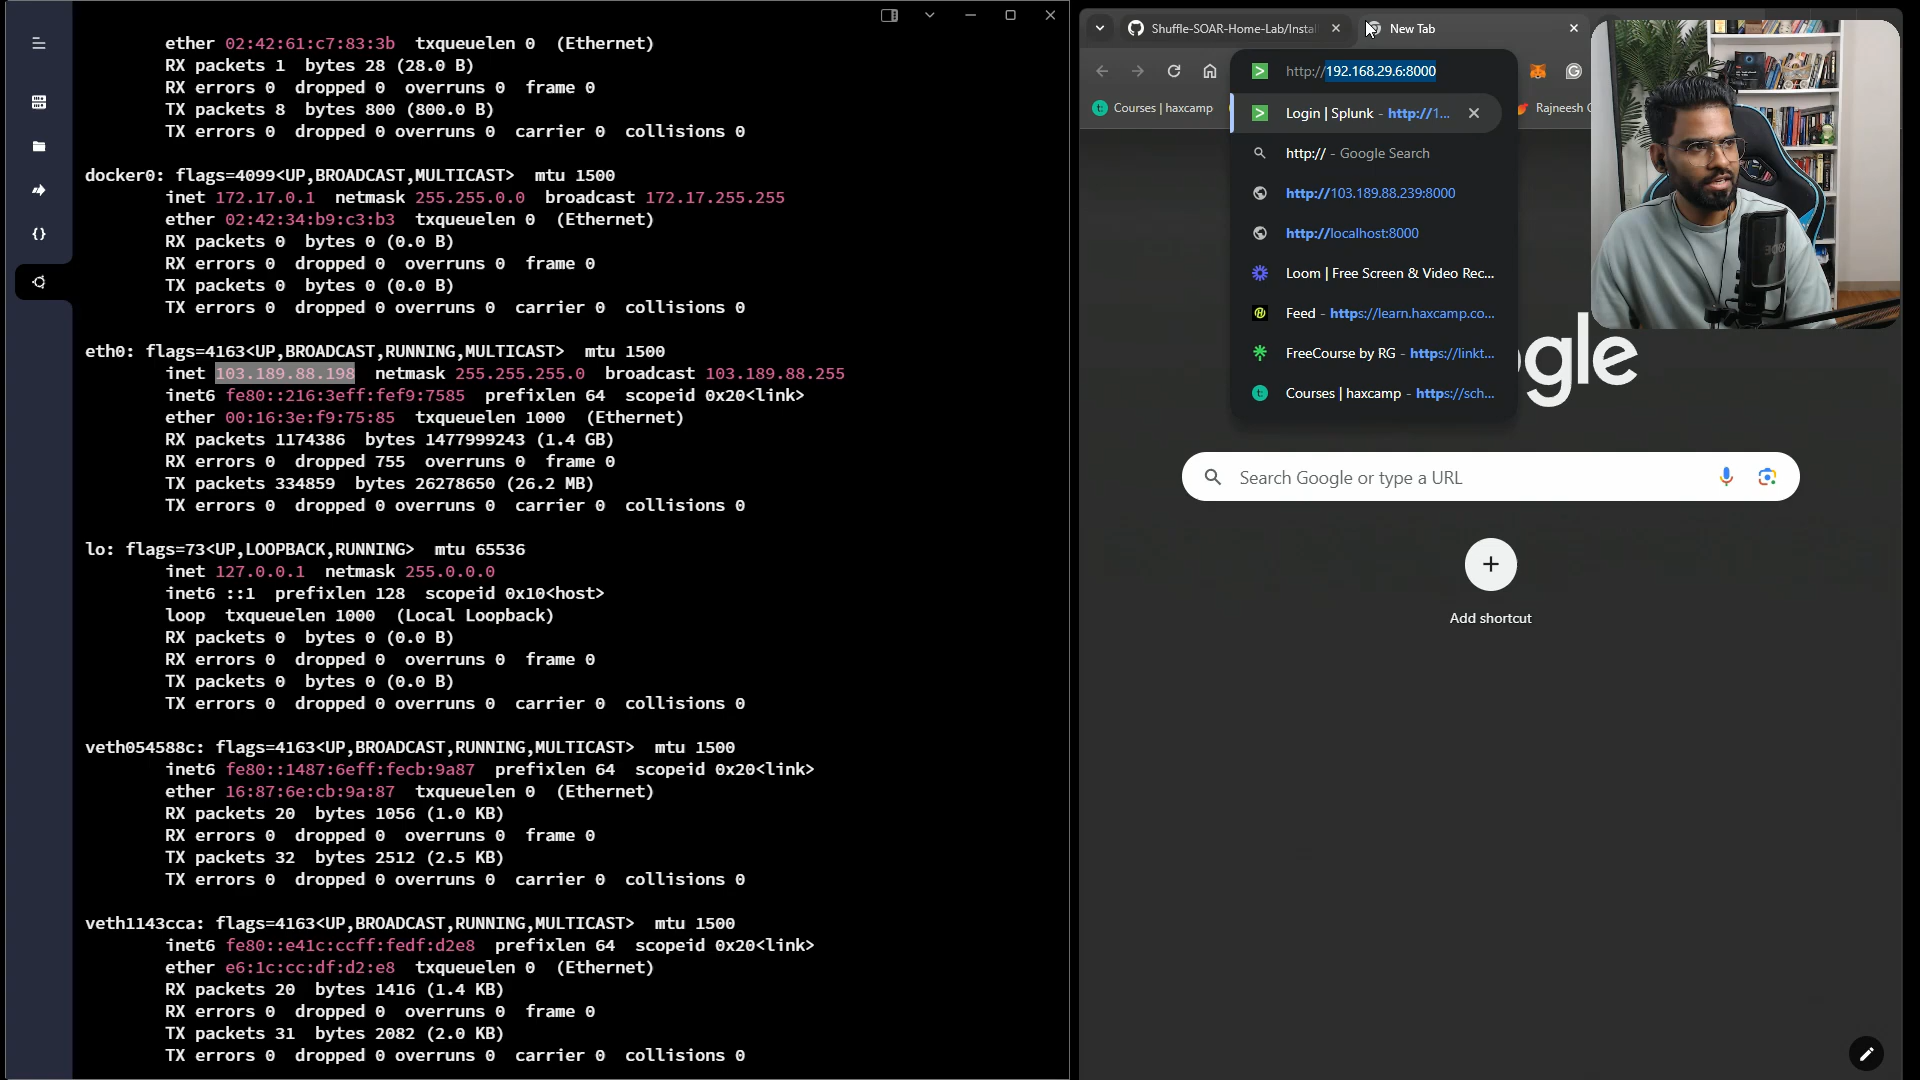 ether 02:42:61:c7:83:3b txqueuelen 0 (Ethernet)
RX packets 1 bytes 28 (28.0 B)
RX errors 0 dropped 0 overruns 0 frame 0
TX packets 8 bytes 800 (800.0 B)
TX errors 0 dropped 0 overruns 0 carrier 0 collisions 0
docker0: flags=4099<UP,BROADCAST,MULTICAST> mtu 1500
inet 172.17.0.1 netmask 255.255.0.0 broadcast 172.17.255.255
ether 02:42:34:b9:c3:b3 txqueuelen 0 (Ethernet)
RX packets 0 bytes 0 (0.0 B)
RX errors 0 dropped 0 overruns 0 frame 0
TX packets 0 bytes 0 (0.0 B)
TX errors 0 dropped 0 overruns 0 carrier 0 collisions 0
eth0: flags=4163<UP,BROADCAST,RUNNING,MULTICAST> mtu 1500
inet 103.189.88.198 netmask 255.255.255.0 broadcast 103.189.88.255
inet6 fe80::216:3eff:fef9:7585 prefixlen 64 scopeid 0x20<link>
ether 00:16:3e:f9:75:85 txqueuelen 1000 (Ethernet)
RX packets 1174386 bytes 1477999243 (1.4 GB)
RX errors 0 dropped 755 overruns 0 frame 0
TX packets 334859 bytes 26278650 (26.2 MB)
TX errors 0 dropped 0 overruns 0 carrier 0 collisions 0
lo: flags=73<UP,LOOPBACK,RUNNING> mtu 65536
inet 127.0.0.1 netmask 255.0.0.0
inet6 ::1 prefixlen 128 scopeid 0x10<host>
loop txqueuelen 1000 (Local Loopback)
RX packets 0 bytes 0 (0.0 B)
RX errors 0 dropped 0 overruns 0 frame 0
TX packets 0 bytes 0 (0.0 B)
TX errors 0 dropped 0 overruns 0 carrier 0 collisions 0
veth054588c: flags=4163<UP,BROADCAST,RUNNING,MULTICAST> mtu 1500
inet6 fe80::1487:6eff:fecb:9a87 prefixlen 64 scopeid 0x20<link>
ether 16:87:6e:cb:9a:87 txqueuelen 0 (Ethernet)
RX packets 20 bytes 1056 (1.0 KB)
RX errors 0 dropped 0 overruns 0 frame 0
TX packets 32 bytes 2512 (2.5 KB)
TX errors 0 dropped 0 overruns 0 carrier 0 collisions 0
veth1143cca: flags=4163<UP,BROADCAST,RUNNING,MULTICAST> mtu 1500
inet6 fe80::e41c:ccff:fedf:d2e8 prefixlen 64 scopeid 0x20<link>
ether e6:1c:cc:df:d2:e8 txqueuelen 0 (Ethernet)
RX packets 20 bytes 1416 (1.4 KB)
RX errors 0 dropped 0 overruns 0 frame 0
TX packets 31 bytes 2082 (2.0 KB)
TX errors 0 dropped 0 overruns 0 carrier 0 collisions 0
Shuffle-SOAR-Home-Lab/Instal
New Tab
http://192.168.29.6:8000
Courses | haxcamp
Rajneesh G
Login | Splunk - http://1...
http:// - Google Search
http://103.189.88.239:8000
http://localhost:8000
Loom | Free Screen & Video Rec...
Feed - https://learn.haxcamp.co...
FreeCourse by RG - https://linkt...
Courses | haxcamp - https://sch...
ogle
Search Google or type a URL
Add shortcut